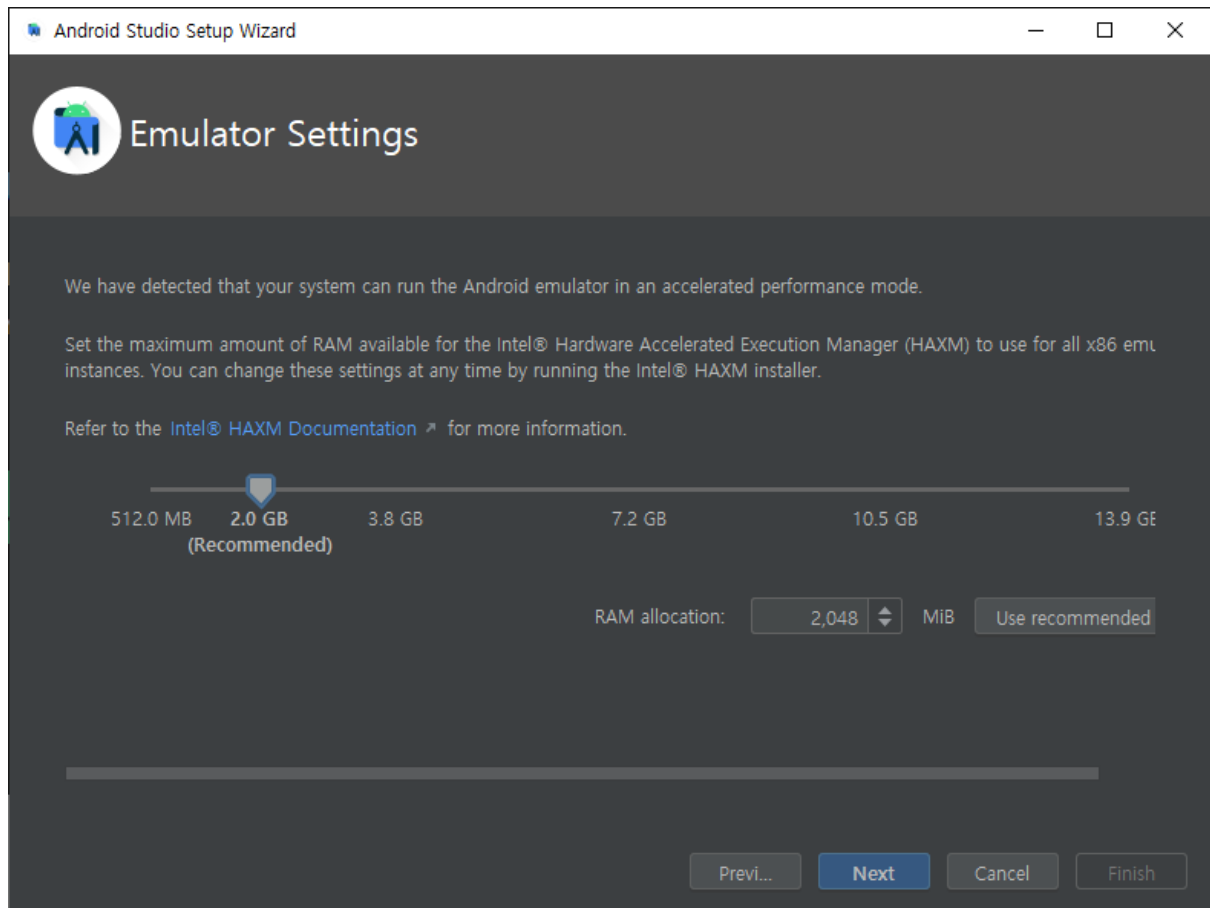 Android Studio Setup Wizard
Emulator Settings
We have detected that your system can run the Android emulator in an accelerated performance mode.
Set the maximum amount of RAM available for the Intel® Hardware Accelerated Execution Manager (HAXM) to use for all x86 emu
instances. You can change these settings at any time by running the Intel® HAXM installer.
Refer to the Intel® HAXM Documentation ↗ for more information.
512.0 MB 2.0 GB 3.8 GB 7.2 GB 10.5 GB 13.9 GB
(Recommended)
RAM allocation: 2,048 MiB Use recommended
Previ... Next Cancel Finish